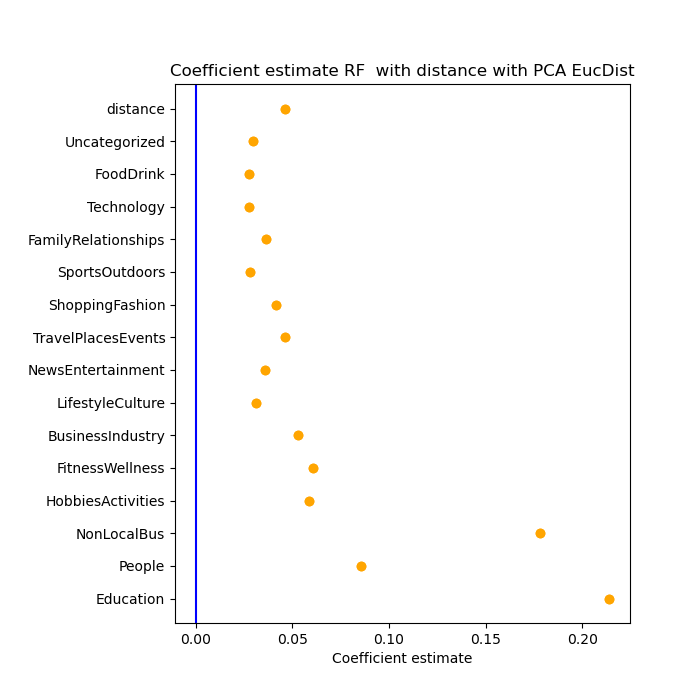 Coefficient estimate RF  with distance with PCA EucDist
distance
Uncategorized
FoodDrink
Technology
FamilyRelationships
SportsOutdoors
ShoppingFashion
TravelPlacesEvents
NewsEntertainment
LifestyleCulture
BusinessIndustry
FitnessWellness
HobbiesActivities
NonLocalBus
People
Education
0.00 0.05 0.10 0.15 0.20
Coefficient estimate